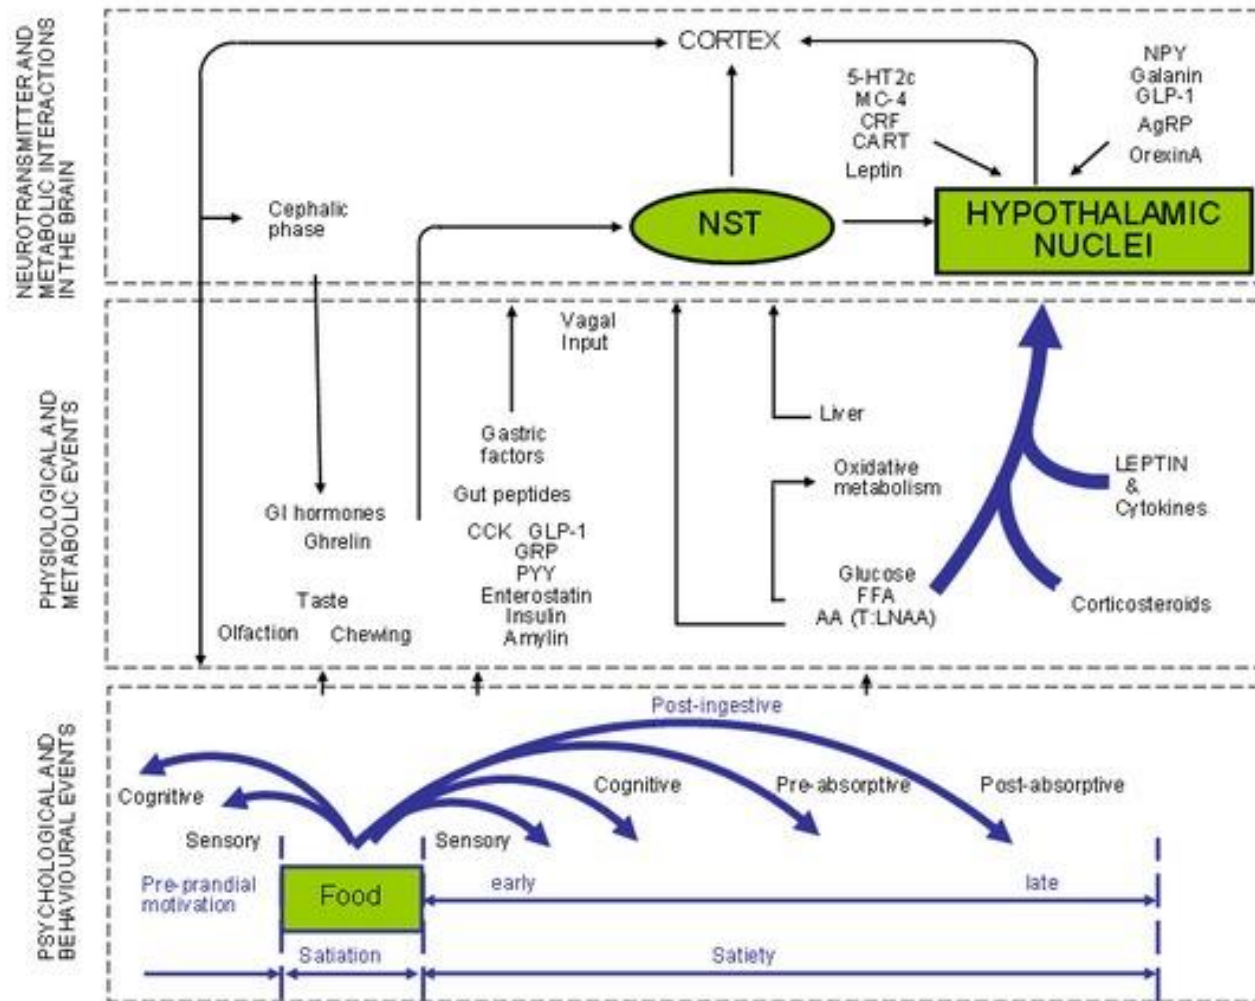 NEUROTRANSMITTER AND
METABOLIC INTERACTIONS
IN THE BRAIN
CORTEX
5-HT2c
MC-4
CRF
CART
Leptin
NPY
Galanin
GLP-1
AgRP
OrexinA
Cephalic
phase
NST
HYPOTHALAMIC
NUCLEI
PHYSIOLOGICAL AND
METABOLIC EVENTS
Vagal
Input
Gastric
factors
Gut peptides
CCK GLP-1
GRP
PYY
Enterostatin
Insulin
Amylin
GI hormones
Ghrelin
Taste
Olfaction Chewing
Liver
Oxidative
metabolism
Glucose
FFA
AA (T:LNAA)
LEPTIN
&
Cytokines
Corticosteroids
PSYCHOLOGICAL AND
BEHAVIOURAL EVENTS
Post-ingestive
Cognitive
Sensory
Sensory
Cognitive
Pre-absorptive
Post-absorptive
Pre-prandial
motivation
Food
early
late
Satiation
Satiety